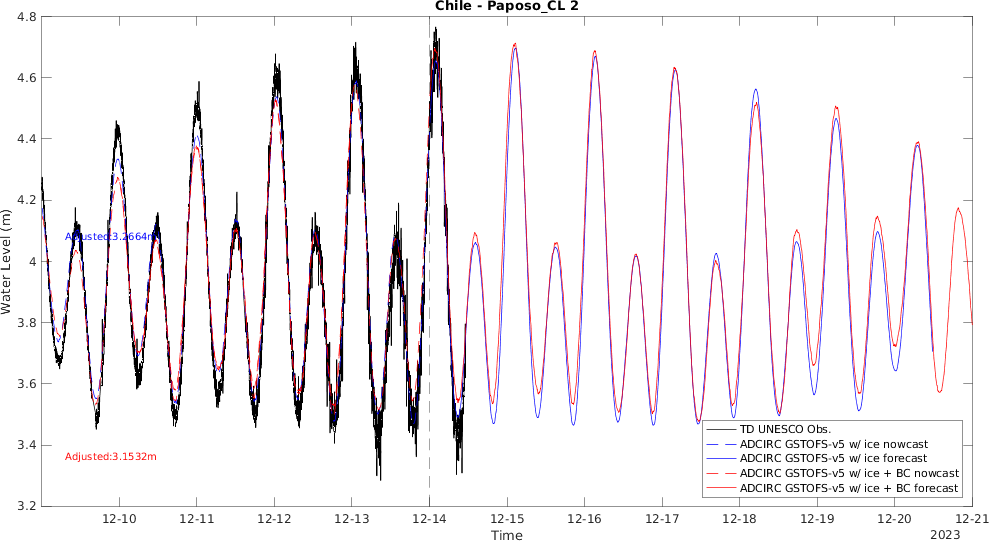 Chile - Paposo_CL 2
4.8
4.6
4.4
4.2
4
3.8
3.6
3.4
3.2
Water Level (m)
Adjusted:3.2664m
Adjusted:3.1532m
TD UNESCO Obs.
ADCIRC GSTOFS-v5 w/ ice nowcast
ADCIRC GSTOFS-v5 w/ ice forecast
ADCIRC GSTOFS-v5 w/ ice + BC nowcast
ADCIRC GSTOFS-v5 w/ ice + BC forecast
12-10 12-11 12-12 12-13 12-14 12-15 12-16 12-17 12-18 12-19 12-20 12-21
Time
2023